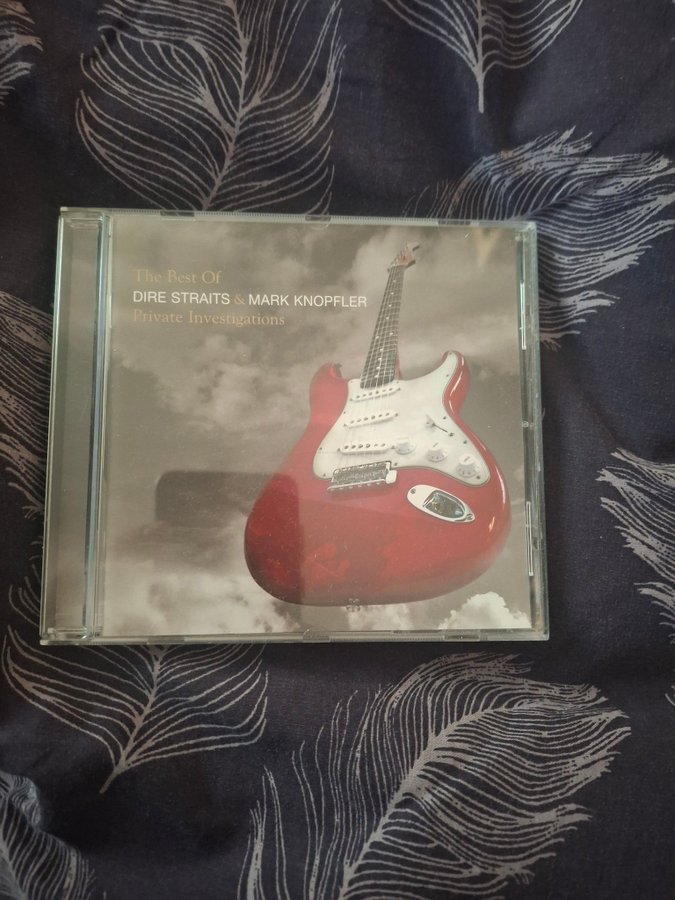 The Best Of
DIRE STRAITS & MARK KNOPFLER
Private Investigations